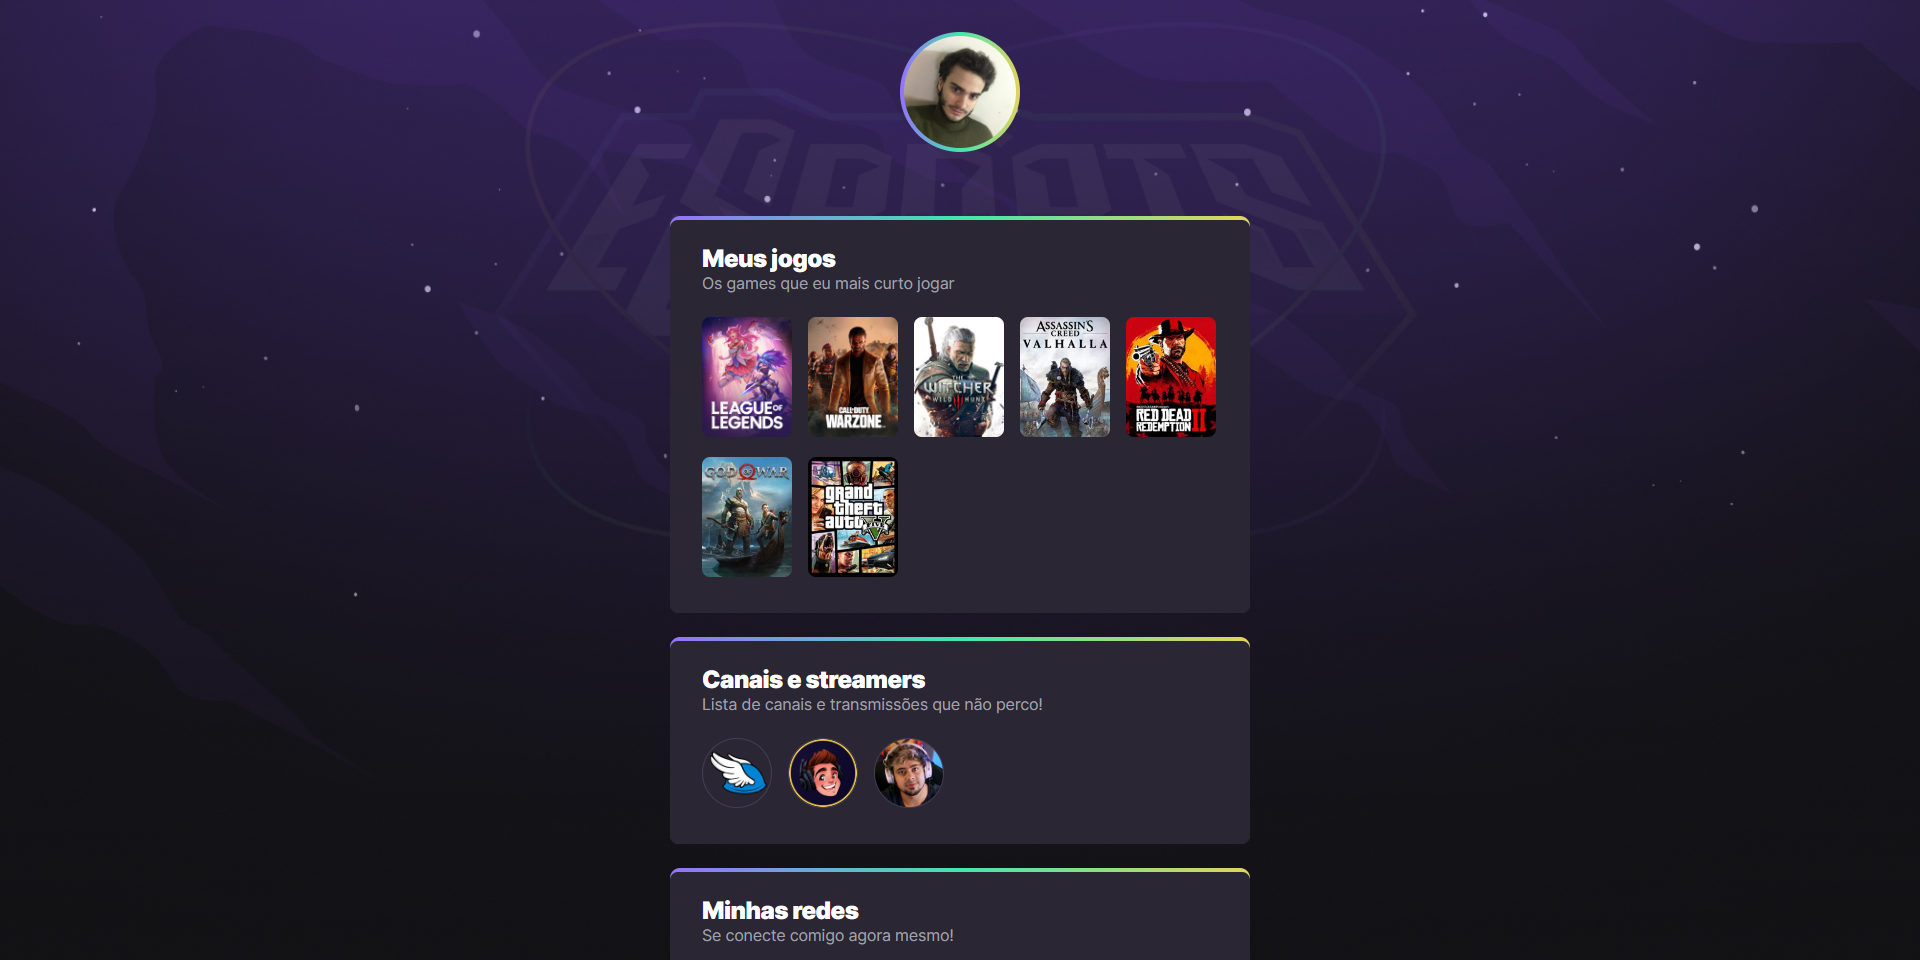 ESPORTS
Meus jogos
Os games que eu mais curto jogar
LEAGUE OF
LEGENDS
CALL OF DUTY
WARZONE
THE
WITCHER
WILD HUNT
ASSASSIN'S
CREED
VALHALLA
RED DEAD
REDEMPTION II
GOD OF WAR
grand
theft
auto V
Canais e streamers
Lista de canais e transmissões que não perco!
Minhas redes
Se conecte comigo agora mesmo!